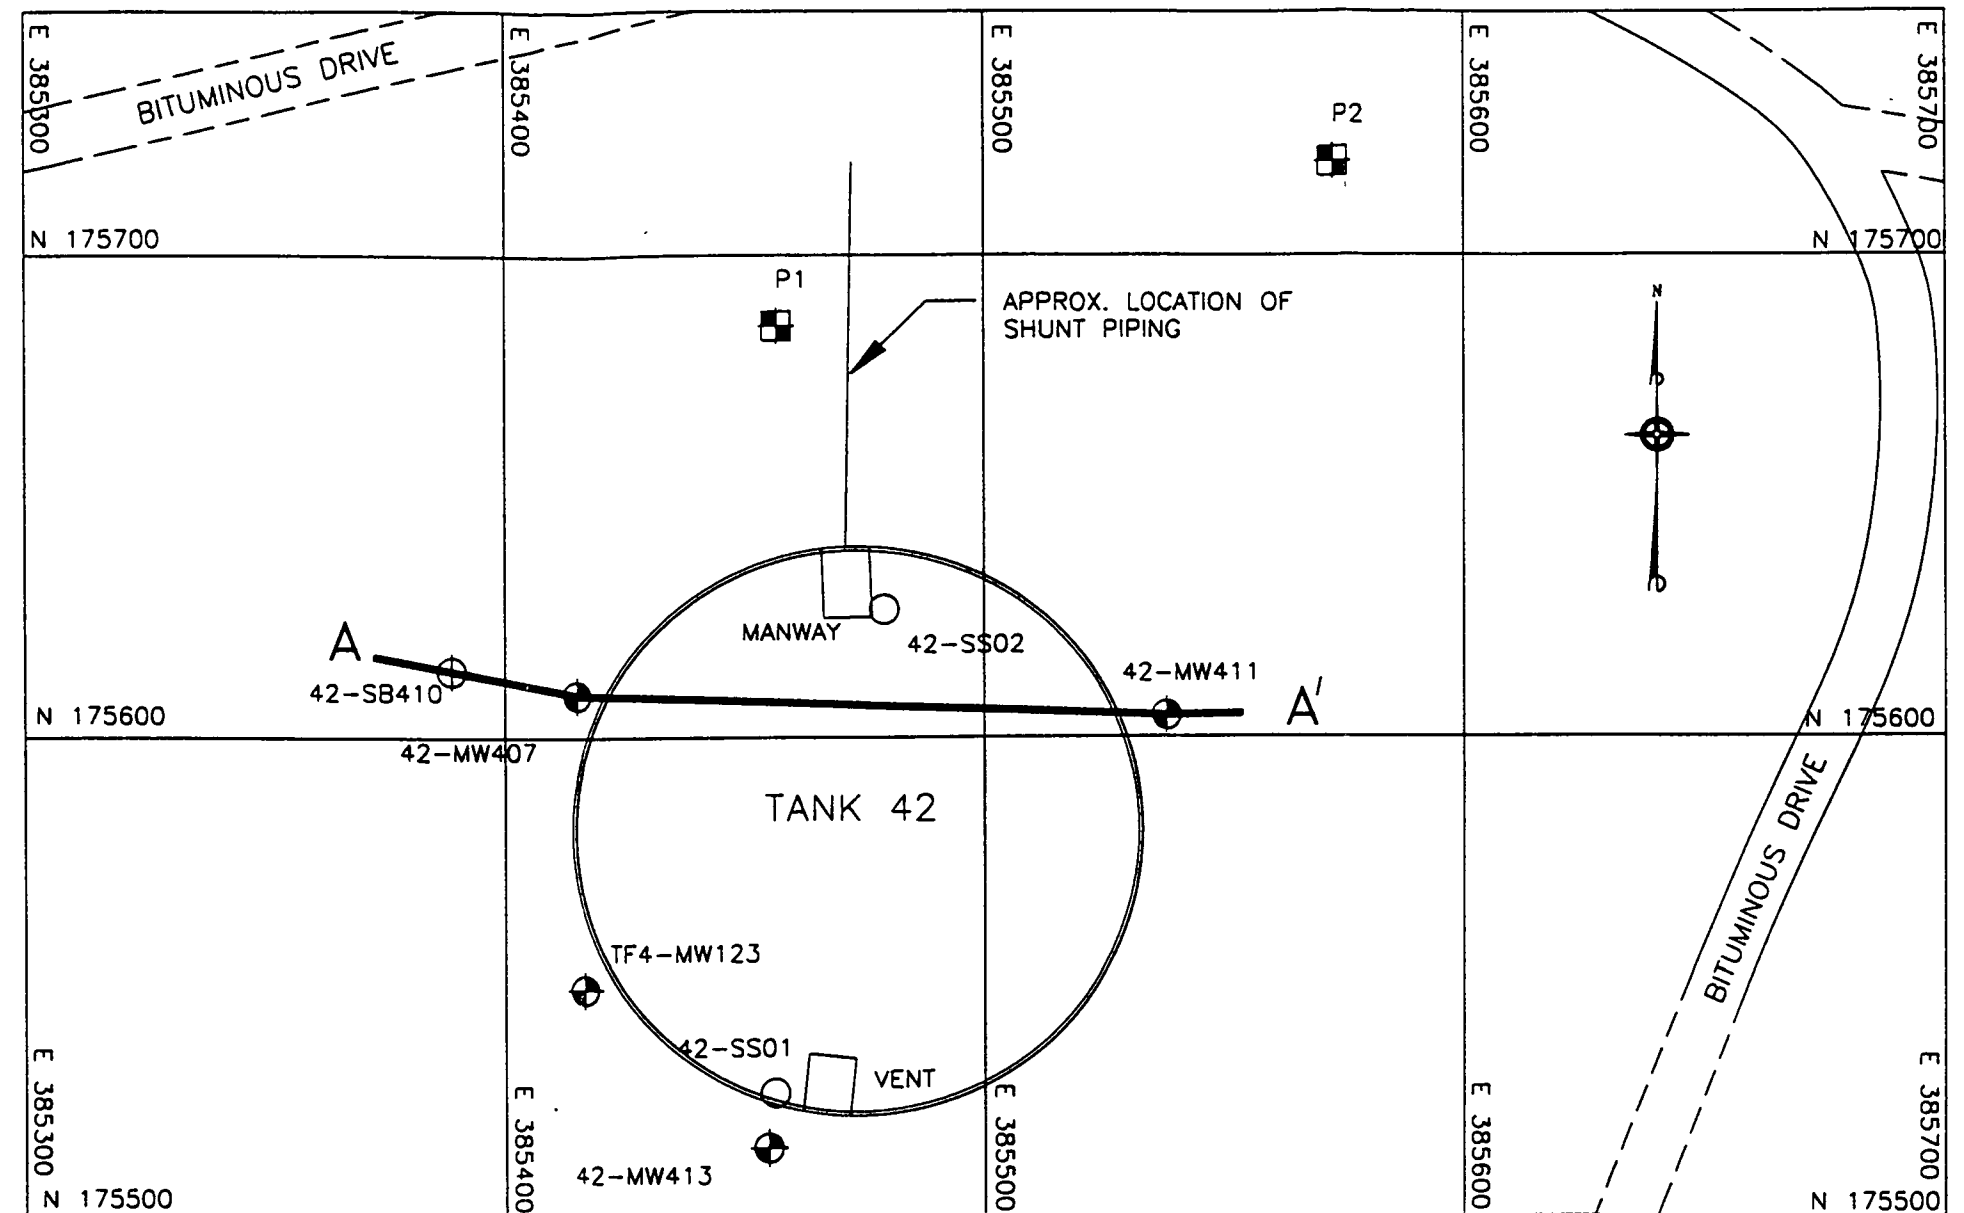 E 385300
E 385400
E 385500
E 385600
E 385700
BITUMINOUS DRIVE
P2
N 175700
N 175700
P1
APPROX. LOCATION OF
SHUNT PIPING
N
MANWAY
42-SS02
A
42-SB410
42-MW411
A'
N 175600
N 175600
42-MW407
TANK 42
BITUMINOUS DRIVE
TF4-MW123
42-SS01
VENT
42-MW413
E 385300
E 385400
E 385500
E 385600
E 385700
N 175500
N 175500